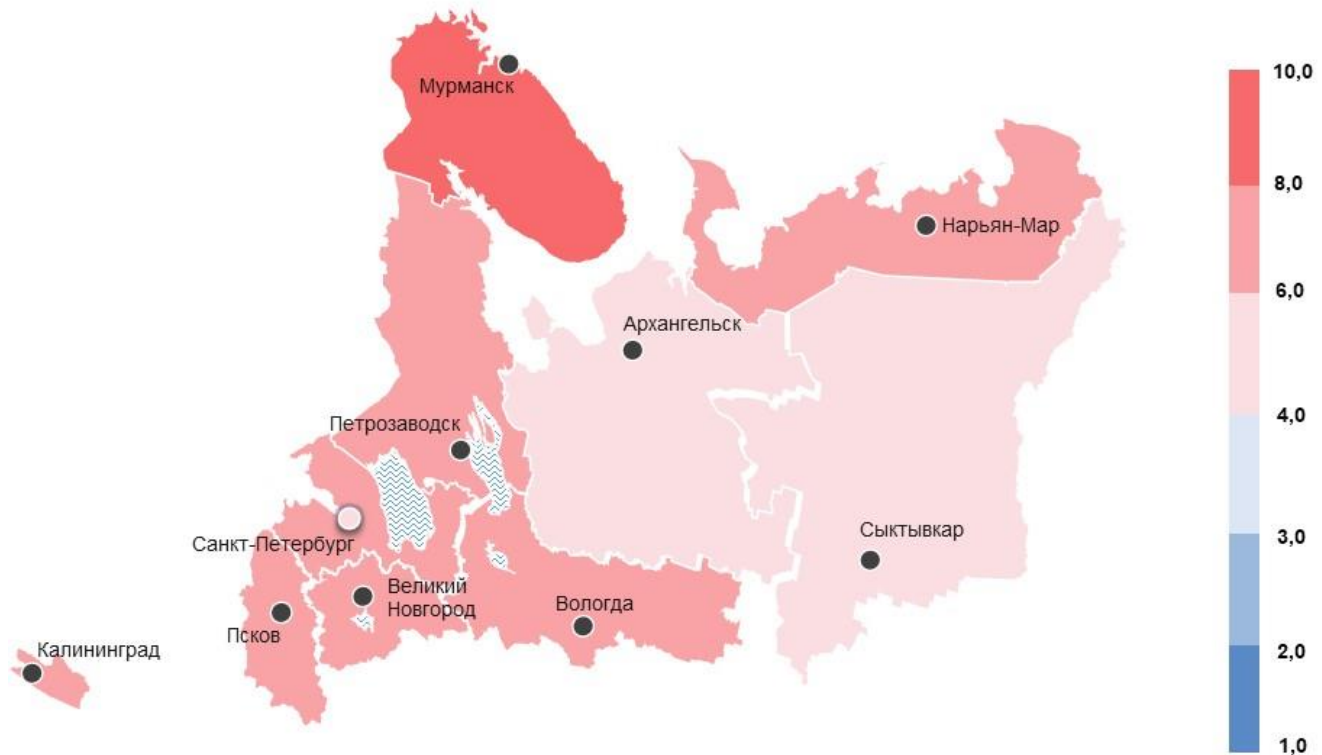 Мурманск
Нарьян-Мар
Архангельск
Петрозаводск
Санкт-Петербург
Сыктывкар
Великий
Новгород
Вологда
Псков
Калининград
10,0
8,0
6,0
4,0
3,0
2,0
1,0